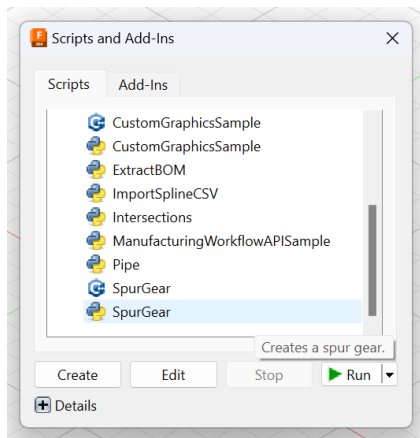 Scripts and Add-Ins
Scripts Add-Ins
CustomGraphicsSample
CustomGraphicsSample
ExtractBOM
ImportSplineCSV
Intersections
ManufacturingWorkflowAPISample
Pipe
SpurGear
SpurGear
Creates a spur gear.
Create Edit Stop Run
Details